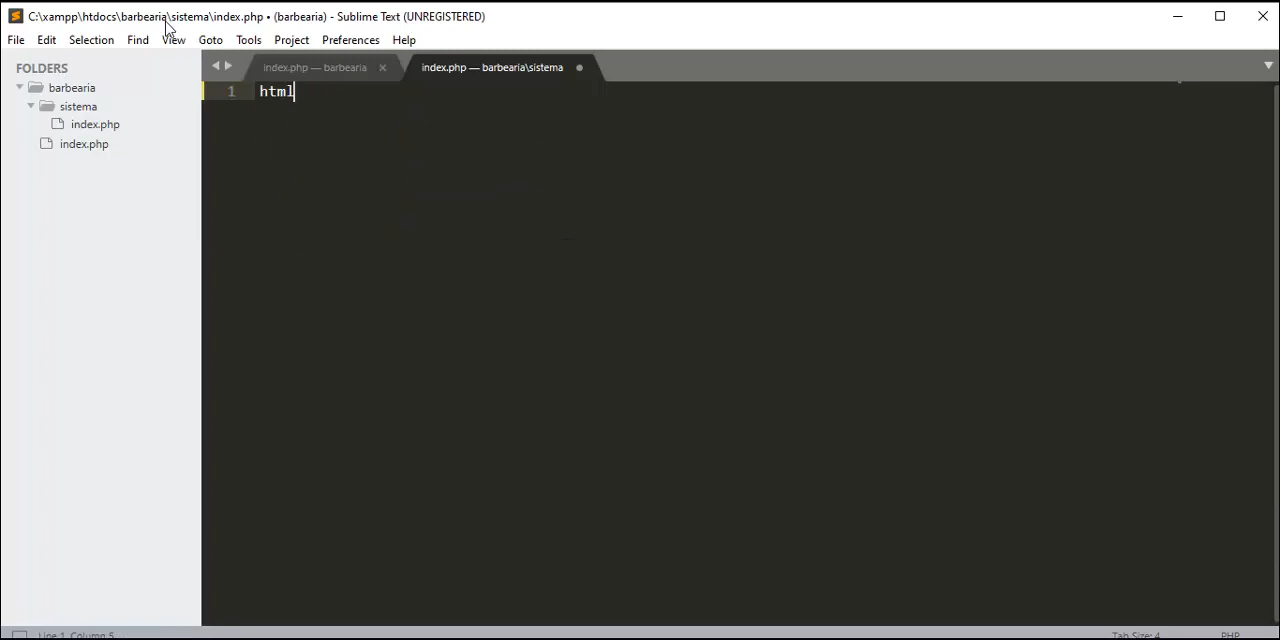 C:\xampp\htdocs\barbearia\sistema\index.php • (barbearia) - Sublime Text (UNREGISTERED)
File Edit Selection Find View Goto Tools Project Preferences Help
FOLDERS
barbearia
sistema
index.php
index.php
index.php — barbearia
index.php — barbearia\sistema
1 html
Line 1, Column 5
Tab Size: 4
PHP